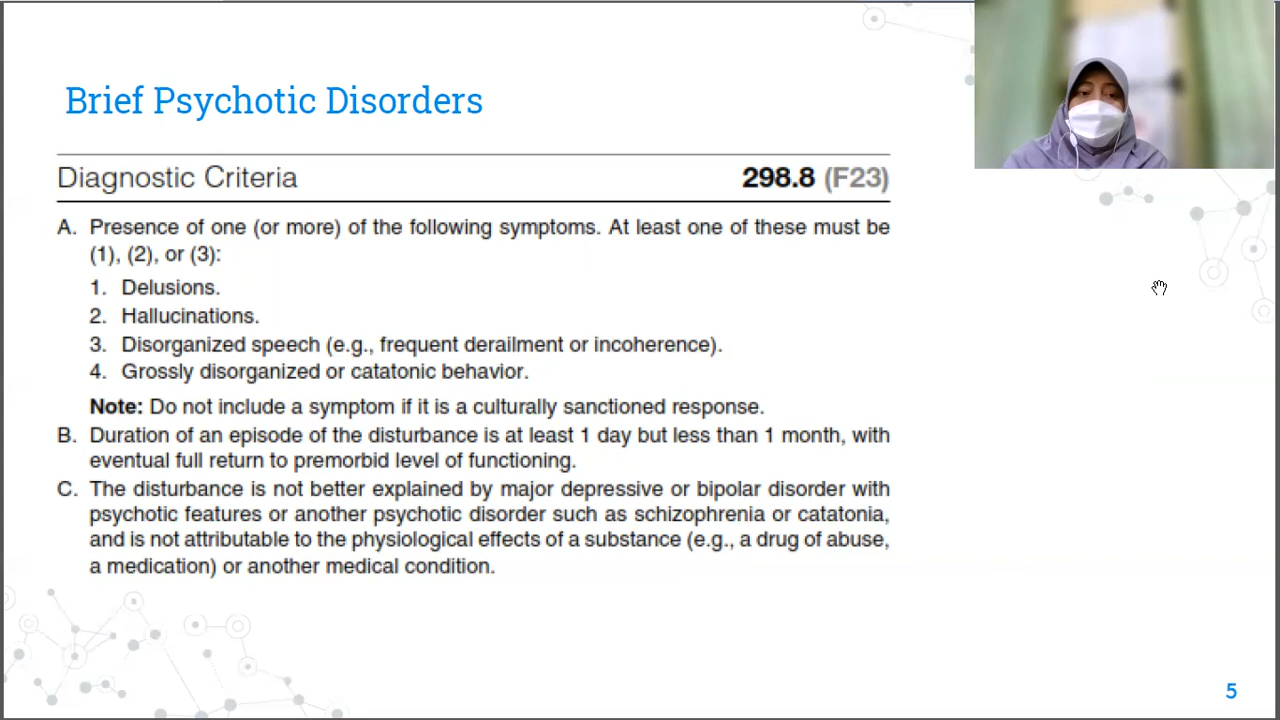 Brief Psychotic Disorders
Diagnostic Criteria 298.8 (F23)
A. Presence of one (or more) of the following symptoms. At least one of these must be
(1), (2), or (3):
1. Delusions.
2. Hallucinations.
3. Disorganized speech (e.g., frequent derailment or incoherence).
4. Grossly disorganized or catatonic behavior.
Note: Do not include a symptom if it is a culturally sanctioned response.
B. Duration of an episode of the disturbance is at least 1 day but less than 1 month, with
eventual full return to premorbid level of functioning.
C. The disturbance is not better explained by major depressive or bipolar disorder with
psychotic features or another psychotic disorder such as schizophrenia or catatonia,
and is not attributable to the physiological effects of a substance (e.g., a drug of abuse,
a medication) or another medical condition.
5